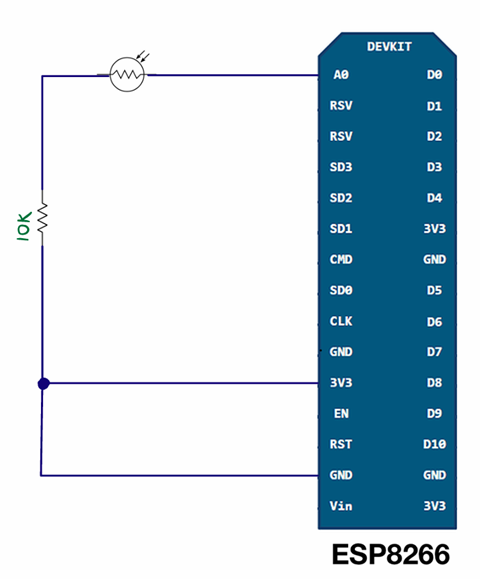 DEVKIT
A0 D0
RSV D1
RSV D2
SD3 D3
SD2 D4
SD1 3V3
10K
CMD GND
SD0 D5
CLK D6
GND D7
3V3 D8
EN D9
RST D10
GND GND
Vin 3V3
ESP8266